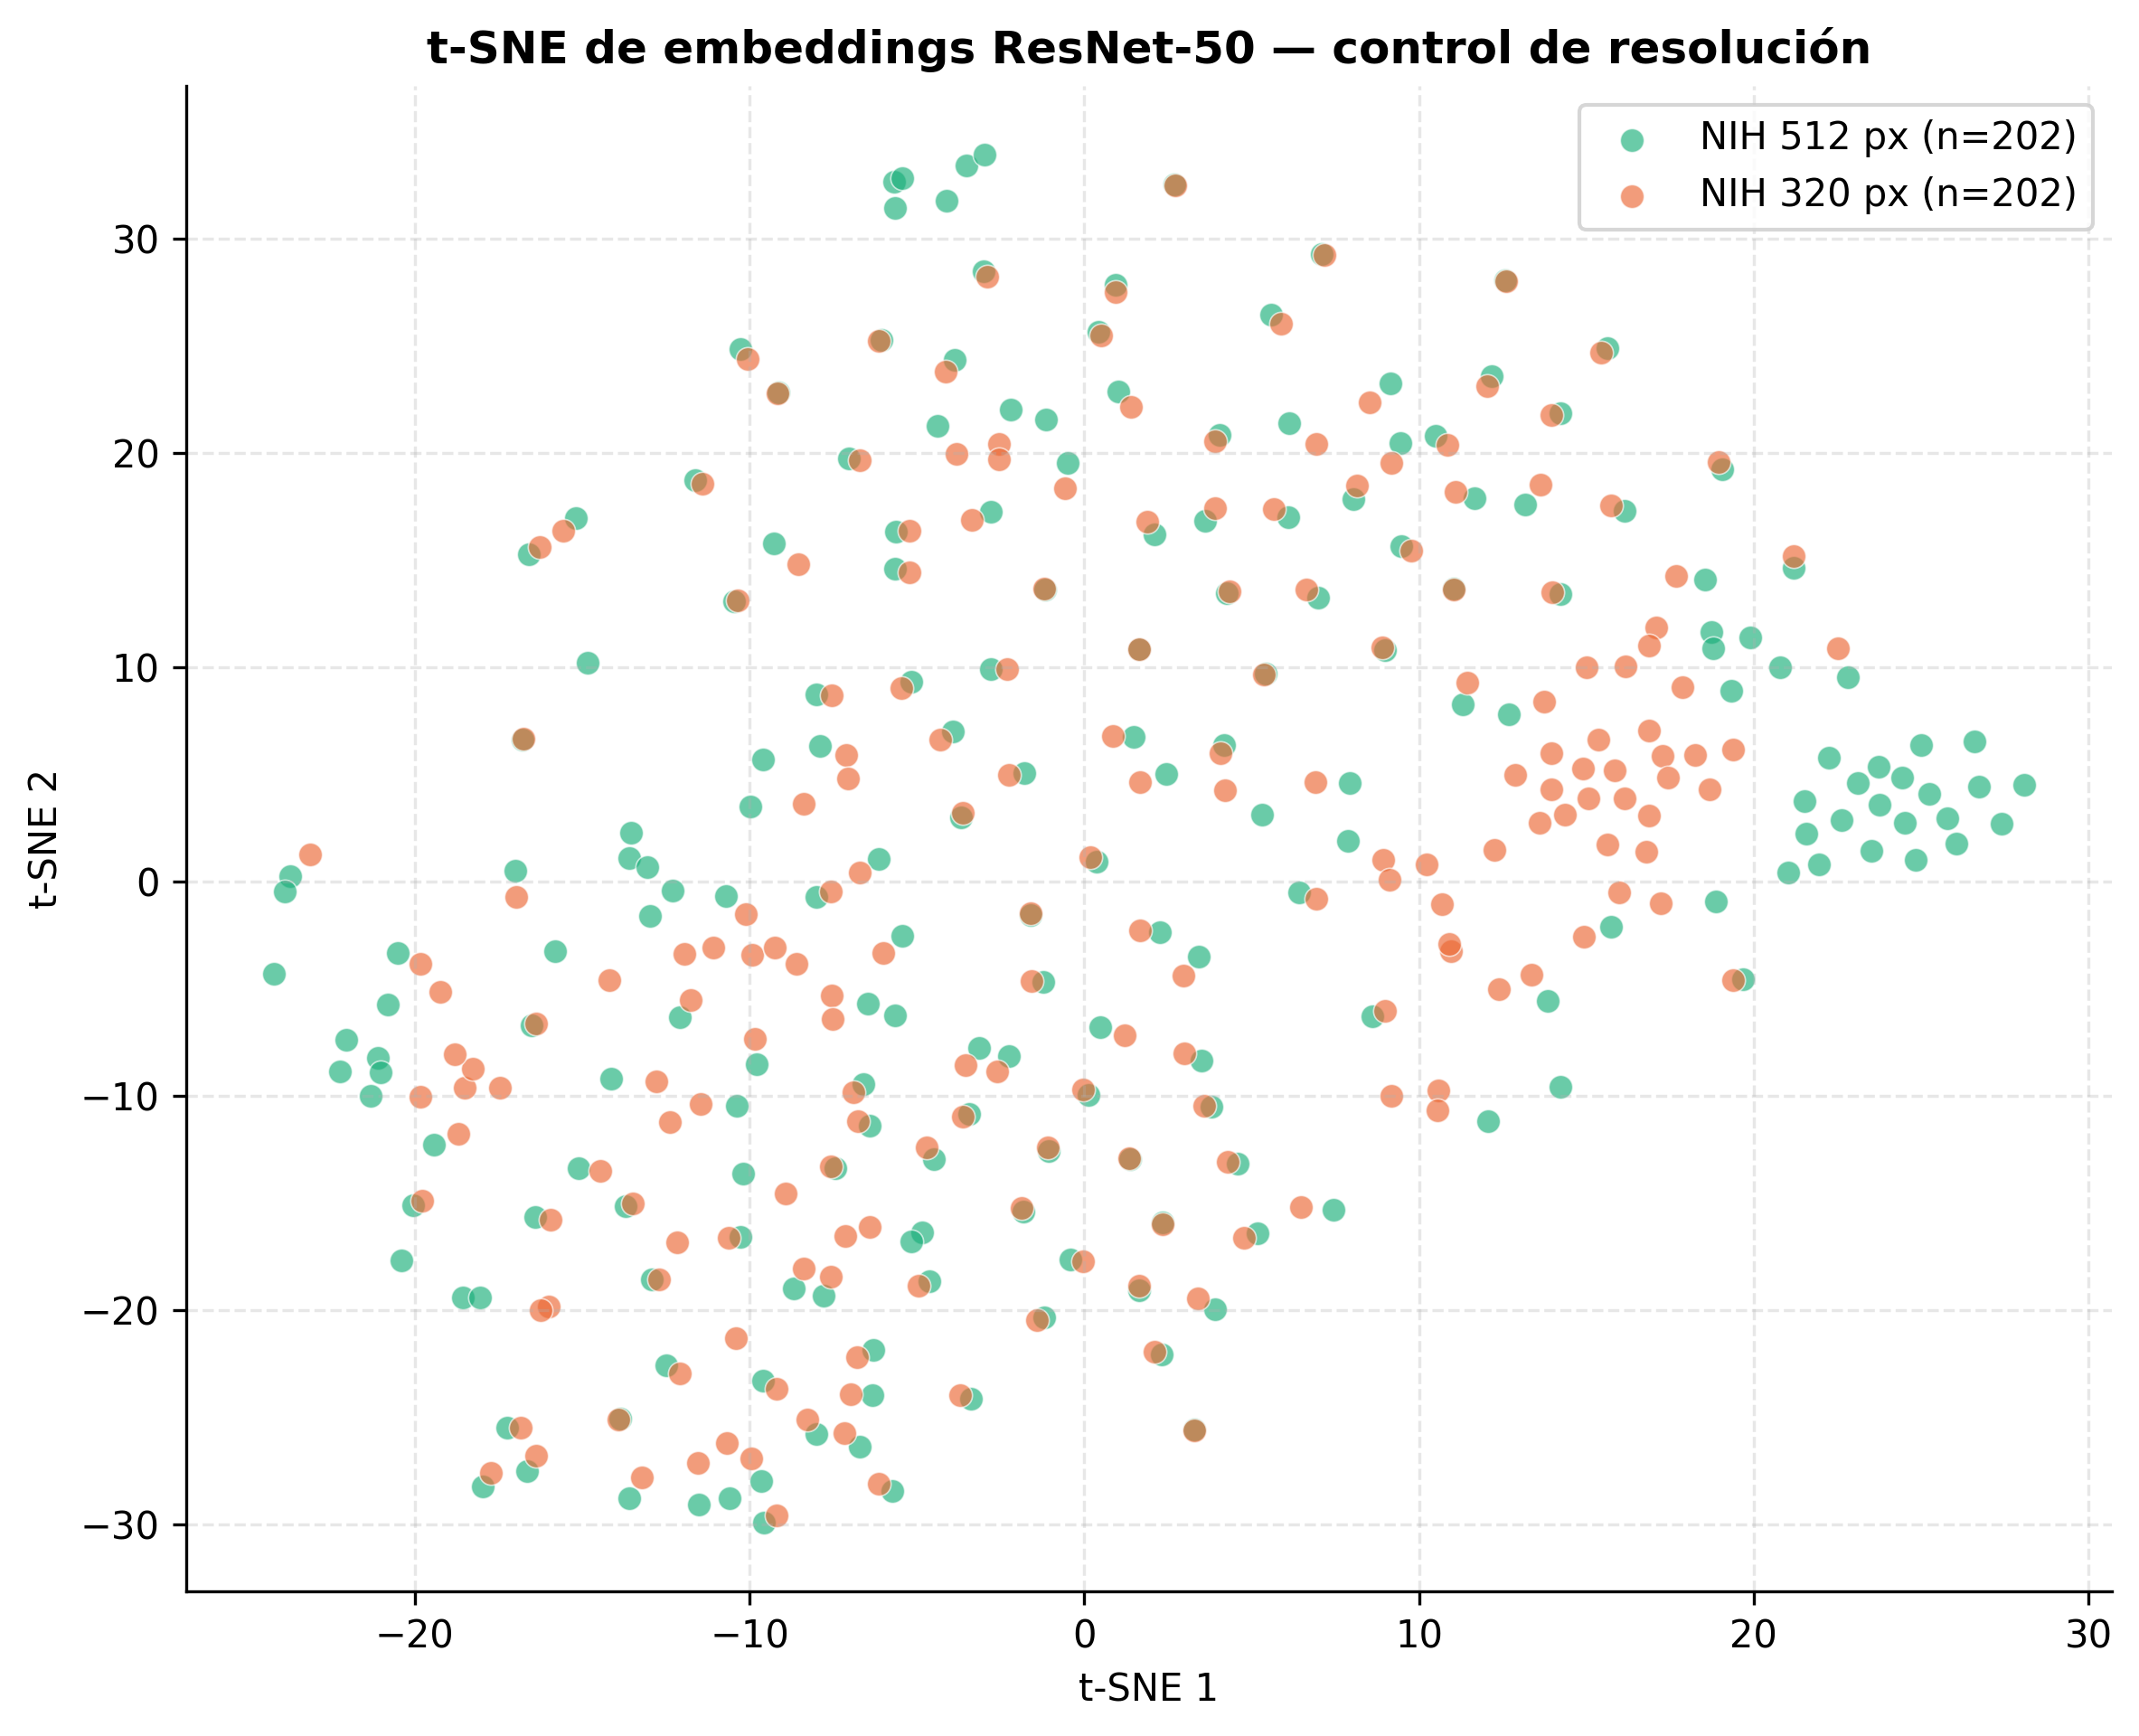 t-SNE de embeddings ResNet-50 — control de resolución
NIH 512 px (n=202)
NIH 320 px (n=202)
30
20
10
0
−10
−20
−30
t-SNE 2
−20
−10
0
10
20
30
t-SNE 1